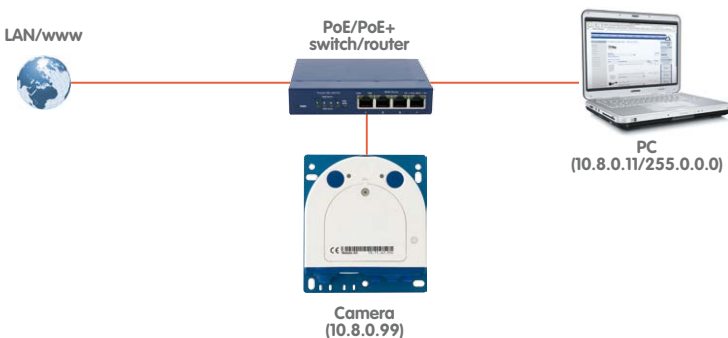 LAN/www
PoE/PoE+
switch/router
PC
(10.8.0.11/255.0.0.0)
Camera
(10.8.0.99)